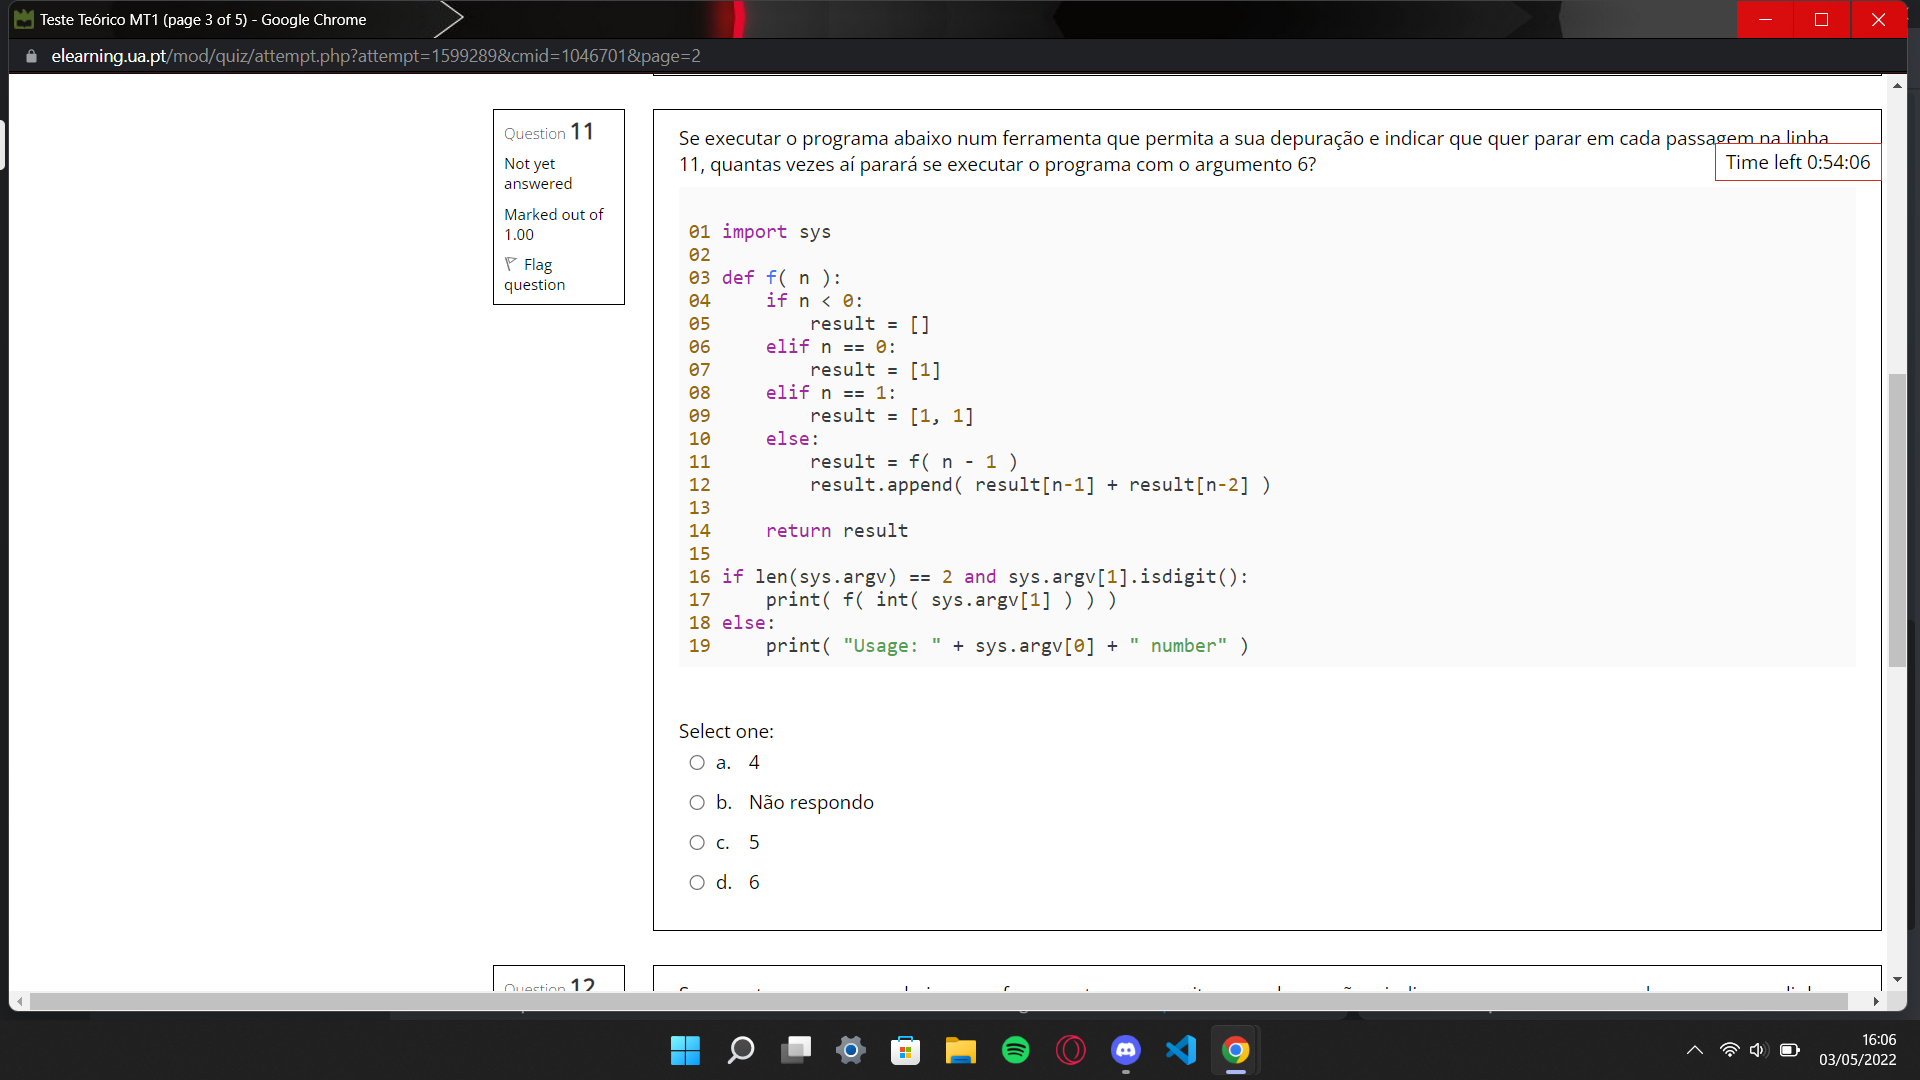 Teste Teórico MT1 (page 3 of 5) - Google Chrome
elearning.ua.pt/mod/quiz/attempt.php?attempt=1599289&cmid=1046701&page=2
Question 11
Not yet
answered
Marked out of
1.00
Flag
question
Se executar o programa abaixo num ferramenta que permita a sua depuração e indicar que quer parar em cada passagem na linha
11, quantas vezes aí parará se executar o programa com o argumento 6?
Time left 0:54:06
01 import sys
02
03 def f( n ):
04     if n < 0:
05         result = []
06     elif n == 0:
07         result = [1]
08     elif n == 1:
09         result = [1, 1]
10     else:
11         result = f( n - 1 )
12         result.append( result[n-1] + result[n-2] )
13
14     return result
15
16 if len(sys.argv) == 2 and sys.argv[1].isdigit():
17     print( f( int( sys.argv[1] ) ) )
18 else:
19     print( "Usage: " + sys.argv[0] + " number" )
Select one:
a. 4
b. Não respondo
c. 5
d. 6
Question 12
16:06
03/05/2022